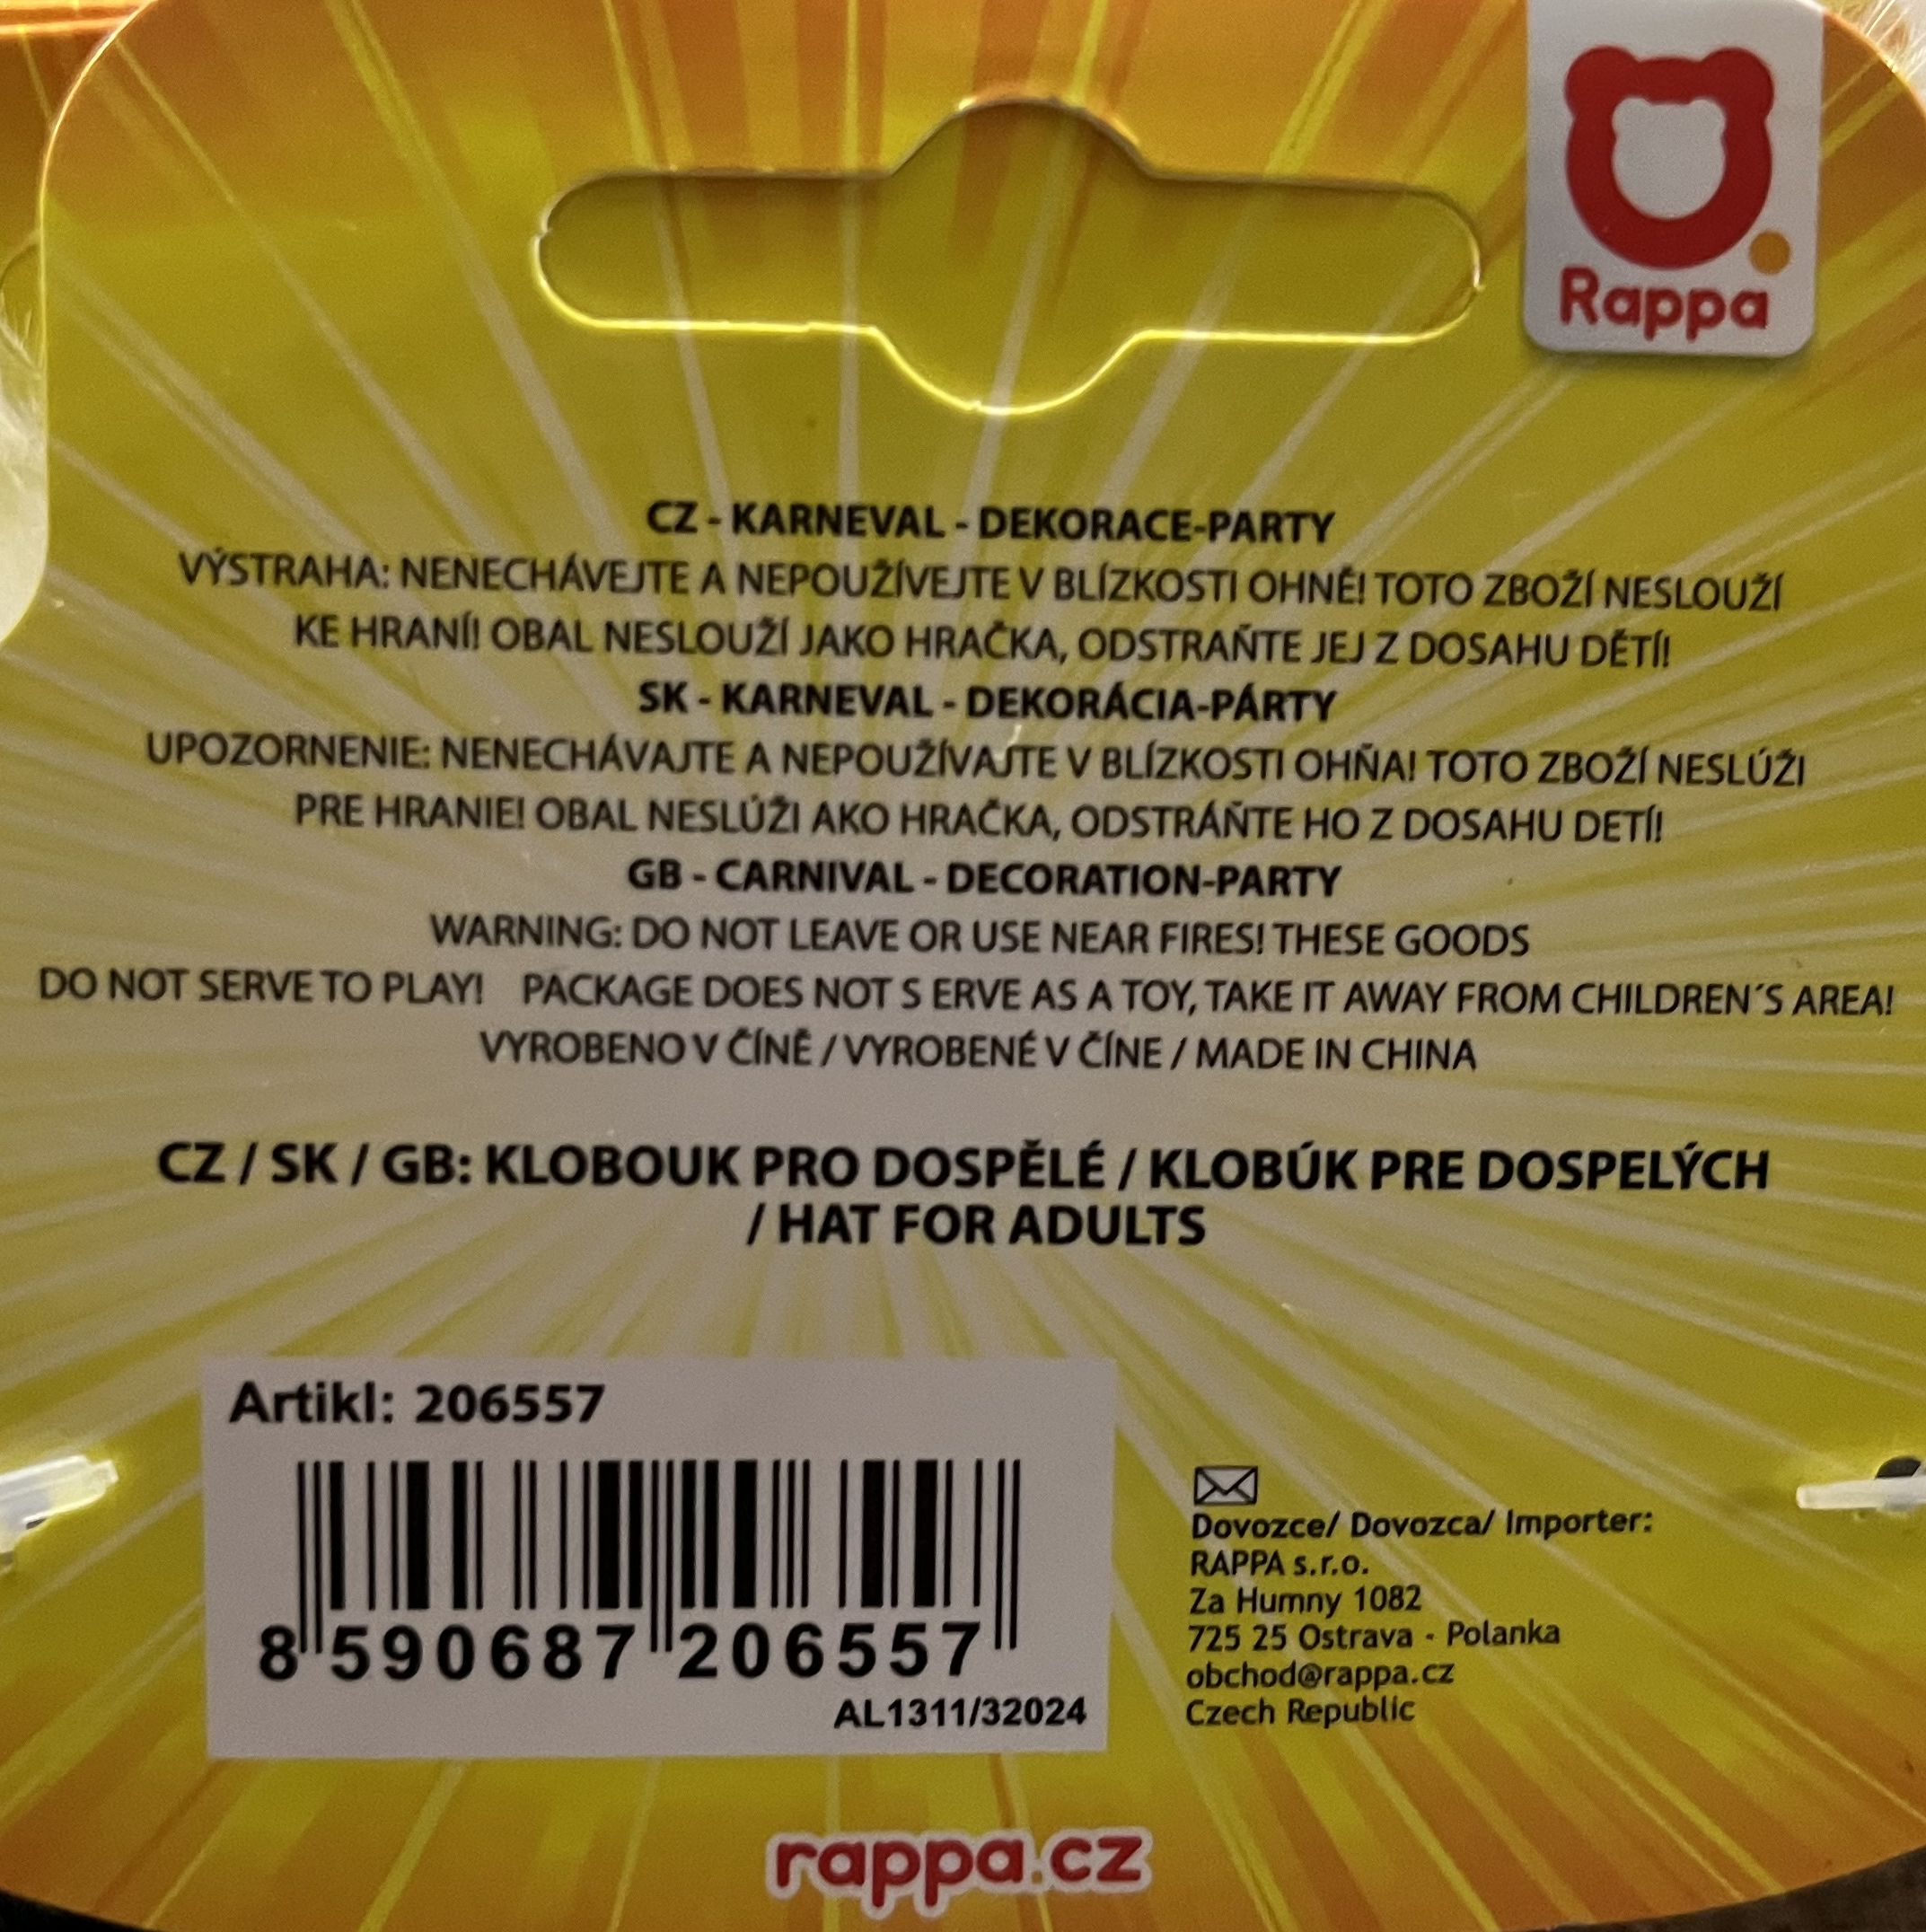 Rappa
CZ - KARNEVAL - DEKORACE-PARTY
VÝSTRAHA: NENECHÁVEJTE A NEPOUŽÍVEJTE V BLÍZKOSTI OHNĚ! TOTO ZBOŽÍ NESLOUŽÍ
KE HRANÍ! OBAL NESLOUŽÍ JAKO HRAČKA, ODSTRAŇTE JEJ Z DOSAHU DĚTÍ!
SK - KARNEVAL - DEKORÁCIA-PÁRTY
UPOZORNENIE: NENECHÁVAJTE A NEPOUŽÍVAJTE V BLÍZKOSTI OHŇA! TOTO ZBOŽÍ NESLÚŽI
PRE HRANIE! OBAL NESLÚŽI AKO HRAČKA, ODSTRÁŇTE HO Z DOSAHU DETÍ!
GB - CARNIVAL - DECORATION-PARTY
WARNING: DO NOT LEAVE OR USE NEAR FIRES! THESE GOODS
DO NOT SERVE TO PLAY! PACKAGE DOES NOT S ERVE AS A TOY, TAKE IT AWAY FROM CHILDREN´S AREA!
VYROBENO V ČÍNĚ / VYROBENÉ V ČÍNE / MADE IN CHINA
CZ / SK / GB: KLOBOUK PRO DOSPĚLÉ / KLOBÚK PRE DOSPELÝCH
/ HAT FOR ADULTS
Artikl: 206557
8 590687 206557
AL1311/32024
Dovozce/ Dovozca/ Importer:
RAPPA s.r.o.
Za Humny 1082
725 25 Ostrava - Polanka
obchod@rappa.cz
Czech Republic
rappa.cz